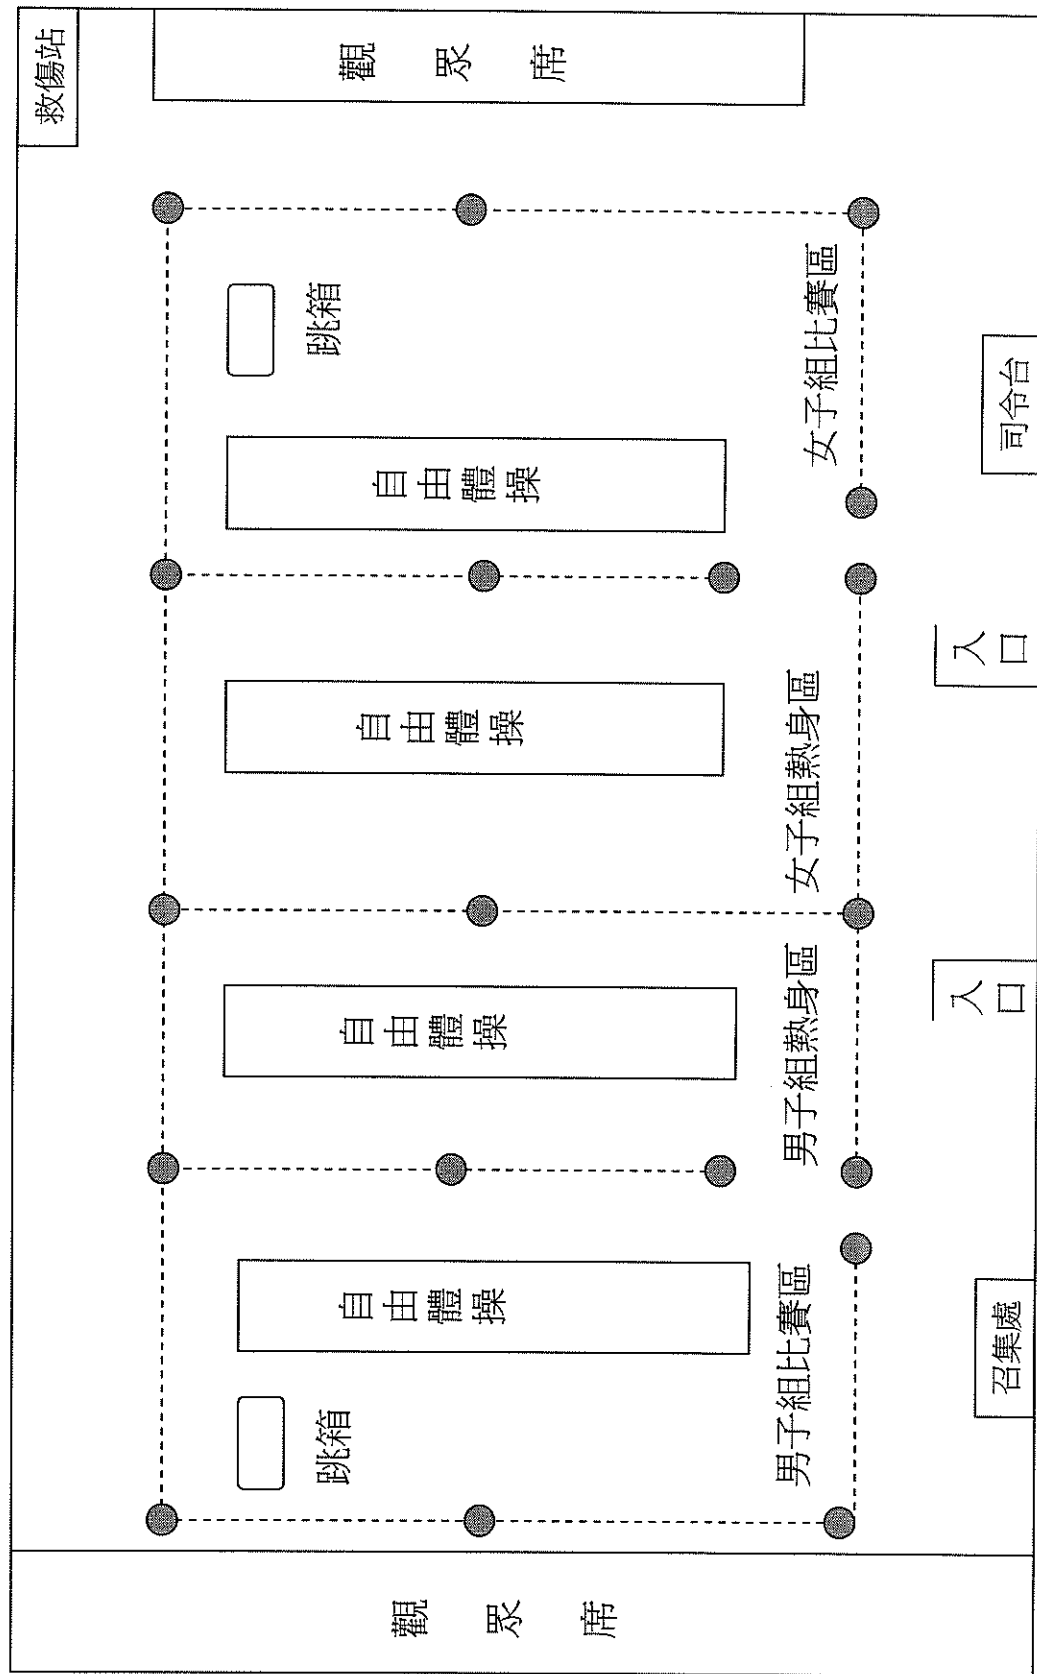 救傷站
觀眾席
跳箱
自由體操
女子組比賽區
司令台
自由體操
女子組熱身區
入口
自由體操
男子組熱身區
入口
自由體操
跳箱
男子組比賽區
召集處
觀眾席